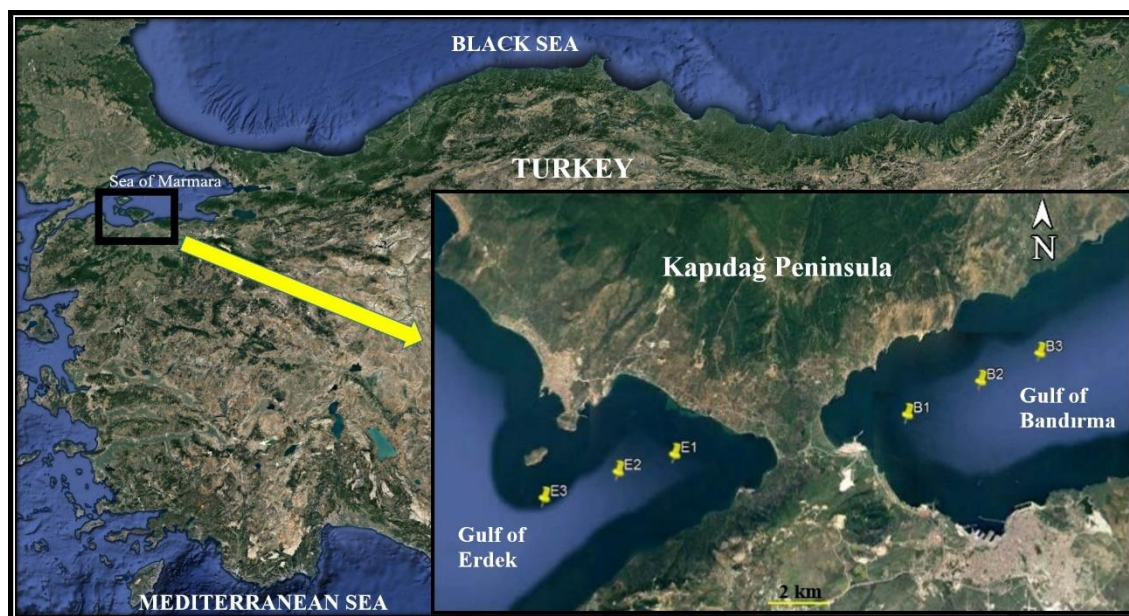 BLACK SEA
TURKEY
Sea of Marmara
MEDITERRANEAN SEA
N
Kapıdağ Peninsula
B3
B2
B1
Gulf of
Bandırma
E1
E2
E3
Gulf of
Erdek
2 km